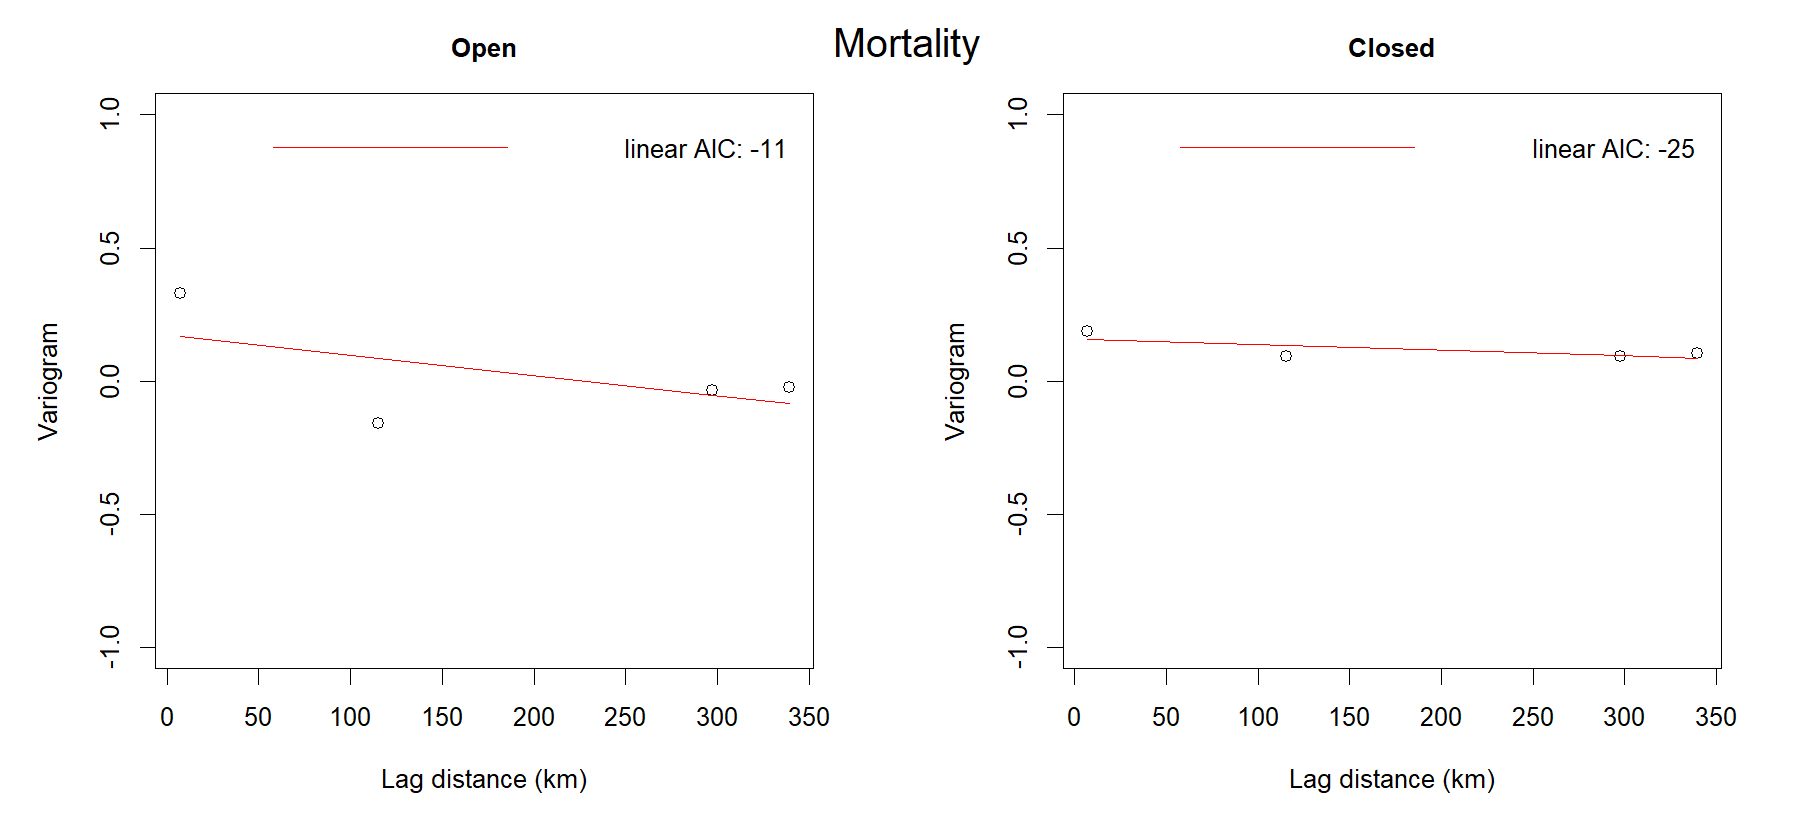 Mortality
Open
linear AIC: -11
1.0
0.5
0.0
-0.5
-1.0
Variogram
0 50 100 150 200 250 300 350
Lag distance (km)
Closed
linear AIC: -25
1.0
0.5
0.0
-0.5
-1.0
Variogram
0 50 100 150 200 250 300 350
Lag distance (km)